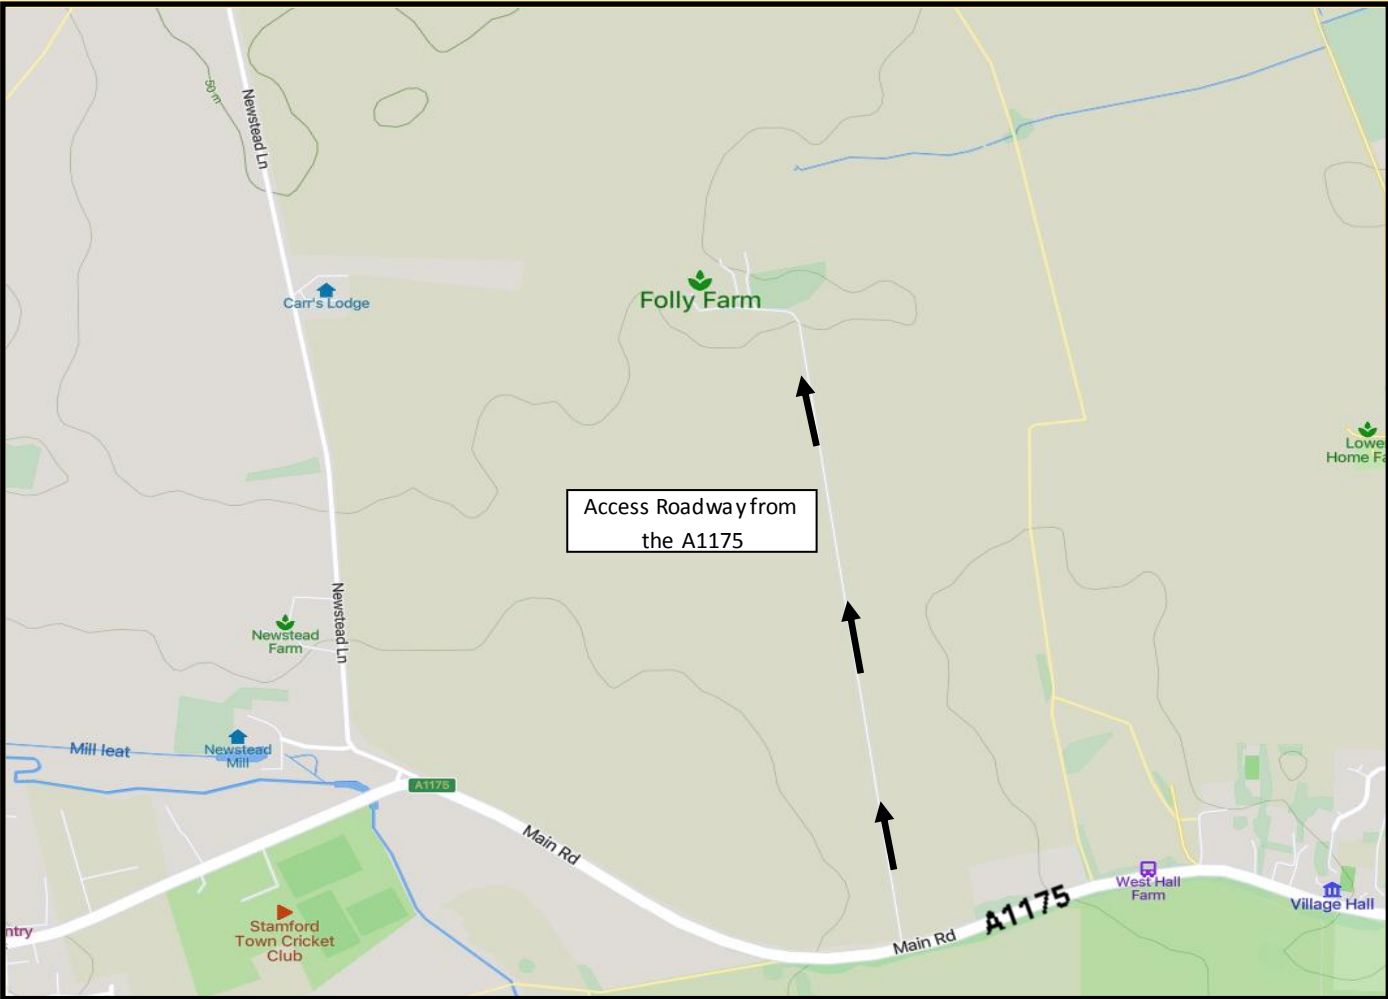 50 m
Newstead Ln
Carr's Lodge
Folly Farm
Lowe
Home Fa
Access Roadway from
the A1175
Newstead Ln
Newstead
Farm
Mill leat
Newstead
Mill
A1175
Main Rd
West Hall
Farm
A1175
Village Hall
Stamford
Town Cricket
Club
ntry
Main Rd